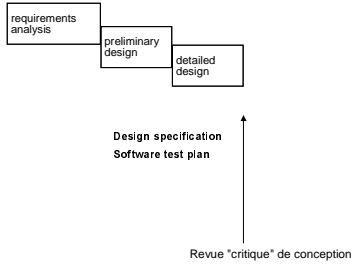 requirements
analysis
preliminary
design
detailed
design
Design specification
Software test plan
Revue "critique" de conception